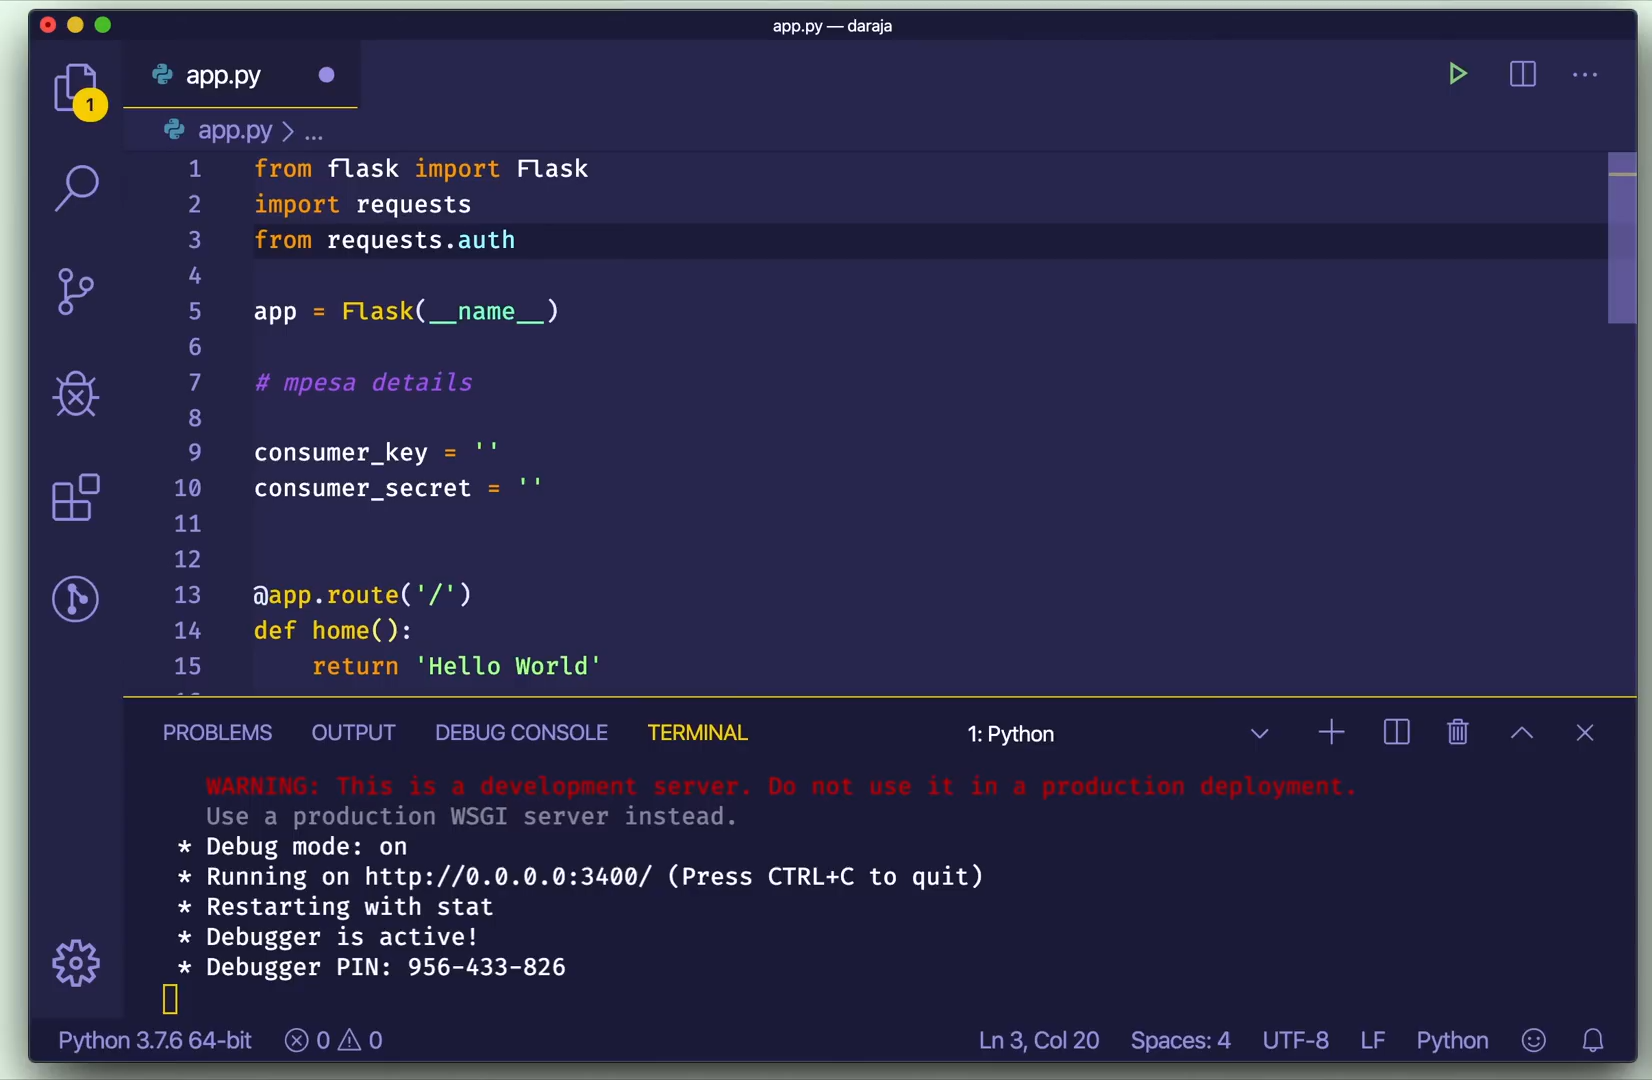 app.py — daraja
app.py
1
app.py > ...
1 from flask import Flask
2 import requests
3 from requests.auth
4
5 app = Flask(__name__)
6
7 # mpesa details
8
9 consumer_key = ''
10 consumer_secret = ''
11
12
13 @app.route('/')
14 def home():
15 return 'Hello World'
PROBLEMS OUTPUT DEBUG CONSOLE TERMINAL 1: Python
WARNING: This is a development server. Do not use it in a production deployment.
Use a production WSGI server instead.
* Debug mode: on
* Running on http://0.0.0.0:3400/ (Press CTRL+C to quit)
* Restarting with stat
* Debugger is active!
* Debugger PIN: 956-433-826
Python 3.7.6 64-bit 0 0 Ln 3, Col 20 Spaces: 4 UTF-8 LF Python